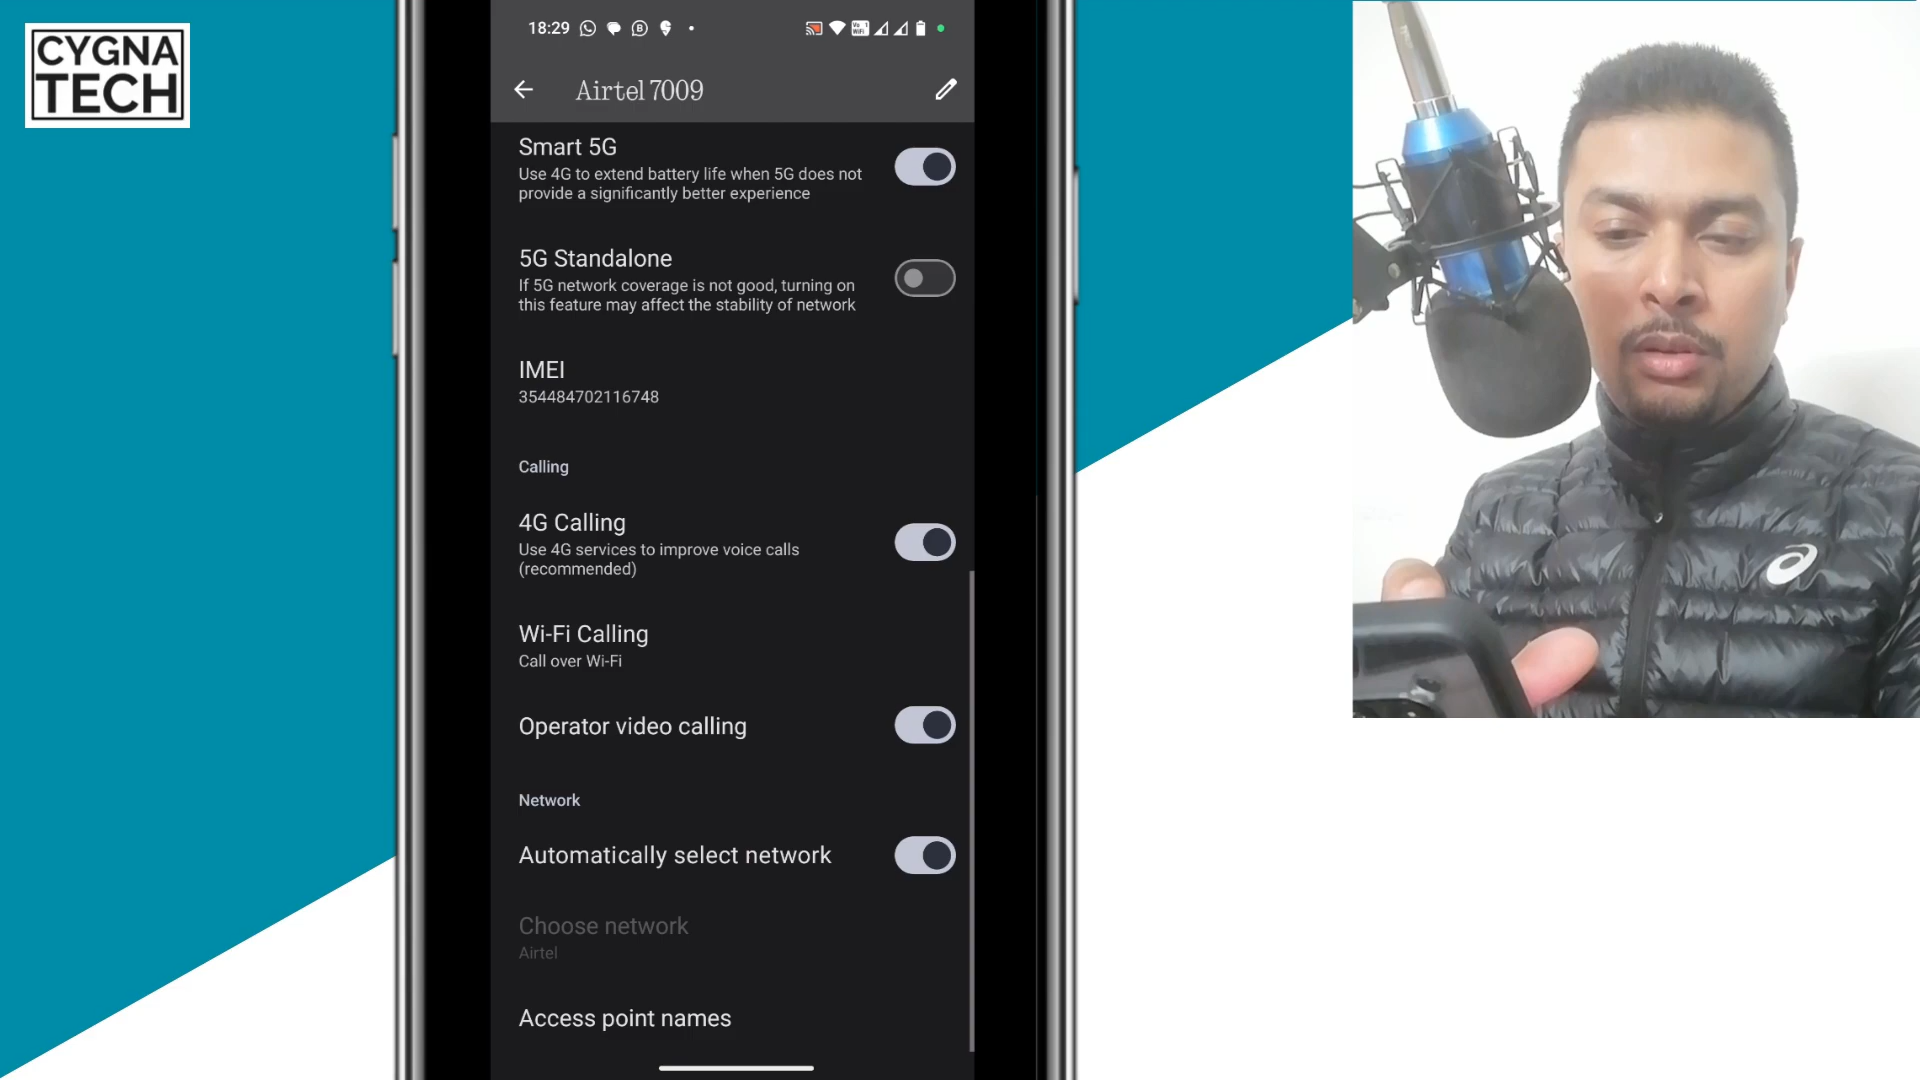 CYGNA
TECH
18:29
Airtel 7009
Smart 5G
Use 4G to extend battery life when 5G does not
provide a significantly better experience
5G Standalone
If 5G network coverage is not good, turning on
this feature may affect the stability of network
IMEI
354484702116748
Calling
4G Calling
Use 4G services to improve voice calls
(recommended)
Wi-Fi Calling
Call over Wi-Fi
Operator video calling
Network
Automatically select network
Choose network
Airtel
Access point names